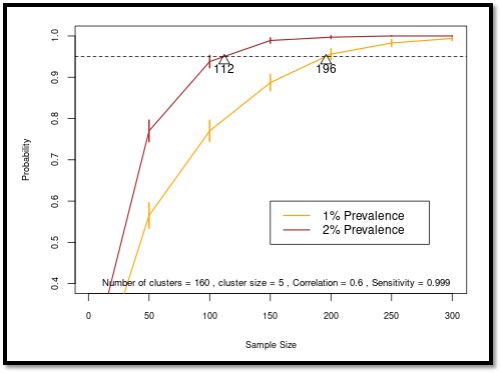 1.0
0.9
0.8
0.7
0.6
0.5
0.4
Probability
112
196
1% Prevalence
2% Prevalence
Number of clusters = 160 , cluster size = 5 , Correlation = 0.6 , Sensitivity = 0.999
0 50 100 150 200 250 300
Sample Size